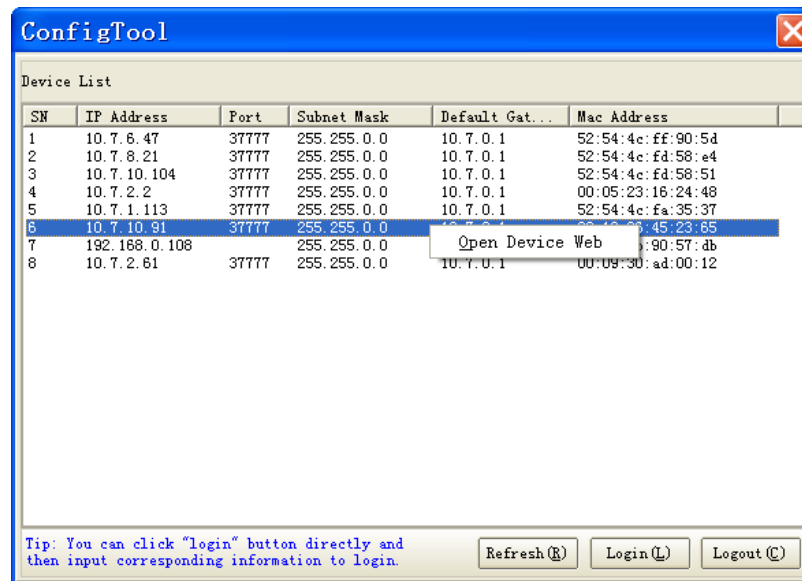 ConfigTool
Device List
SN IP Address Port Subnet Mask Default Gat... Mac Address
1 10.7.6.47 37777 255.255.0.0 10.7.0.1 52:54:4c:ff:90:5d
2 10.7.8.21 37777 255.255.0.0 10.7.0.1 52:54:4c:fd:58:e4
3 10.7.10.104 37777 255.255.0.0 10.7.0.1 52:54:4c:fd:58:51
4 10.7.2.2 37777 255.255.0.0 10.7.0.1 00:05:23:16:24:48
5 10.7.1.113 37777 255.255.0.0 10.7.0.1 52:54:4c:fa:35:37
6 10.7.10.91 37777 255.255.0.0 :45:23:65
Open Device Web
7 192.168.0.108 255.255.0.0 :90:57:db
8 10.7.2.61 37777 255.255.0.0 10.7.0.1 00:09:30:ad:00:12
Tip: You can click "login" button directly and
then input corresponding information to login.
Refresh(R) Login(L) Logout(C)